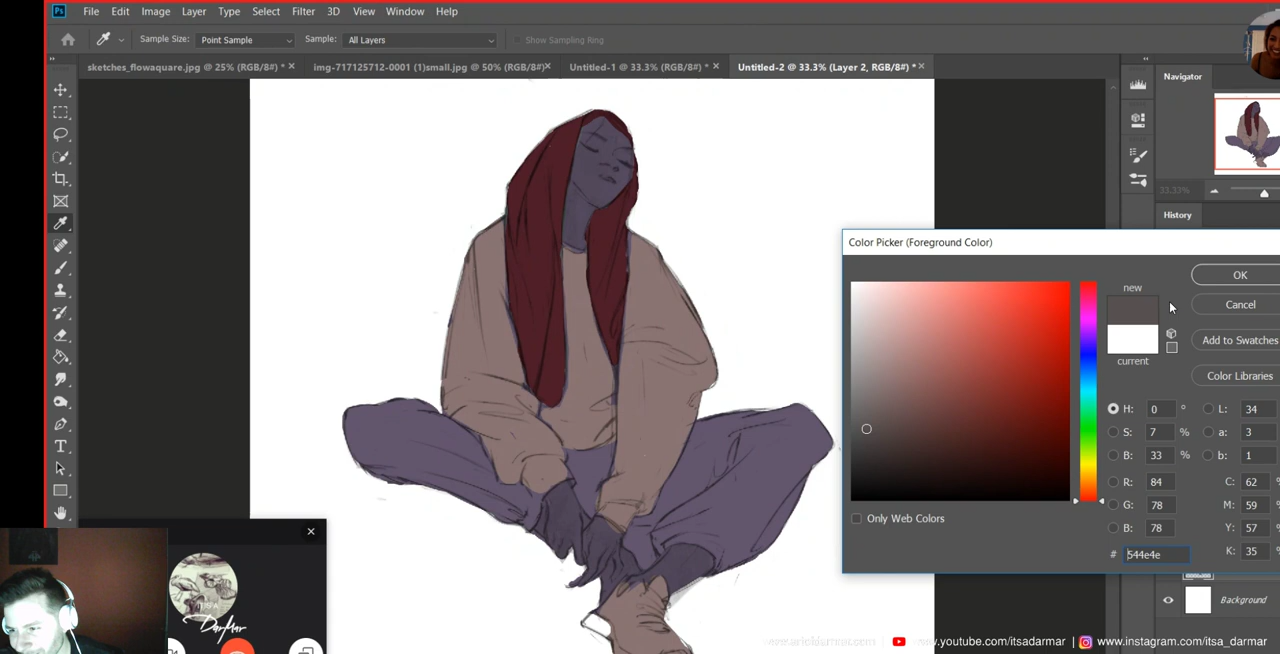 Ps File Edit Image Layer Type Select Filter 3D View Window Help
Sample Size: Point Sample Sample: All Layers Show Sampling Ring
sketches_flowaquare.jpg @ 25% (RGB/8#) * × img-717125712-0001 (1)small.jpg @ 50% (RGB/8#) × Untitled-1 @ 33.3% (RGB/8#) * × Untitled-2 @ 33.3% (Layer 2, RGB/8#) * ×
Navigator
33.33%
History
Color Picker (Foreground Color)
new
OK
Cancel
Add to Swatches
current
Color Libraries
H: 0 ° L: 34
S: 7 % a: 3
B: 33 % b: 1
R: 84 C: 62 %
G: 78 M: 59 %
B: 78 Y: 57 %
# 544e4e K: 35 %
Only Web Colors
Background
DarMar
.youtube.com/itsadarmar | www.instagram.com/itsa_darmar